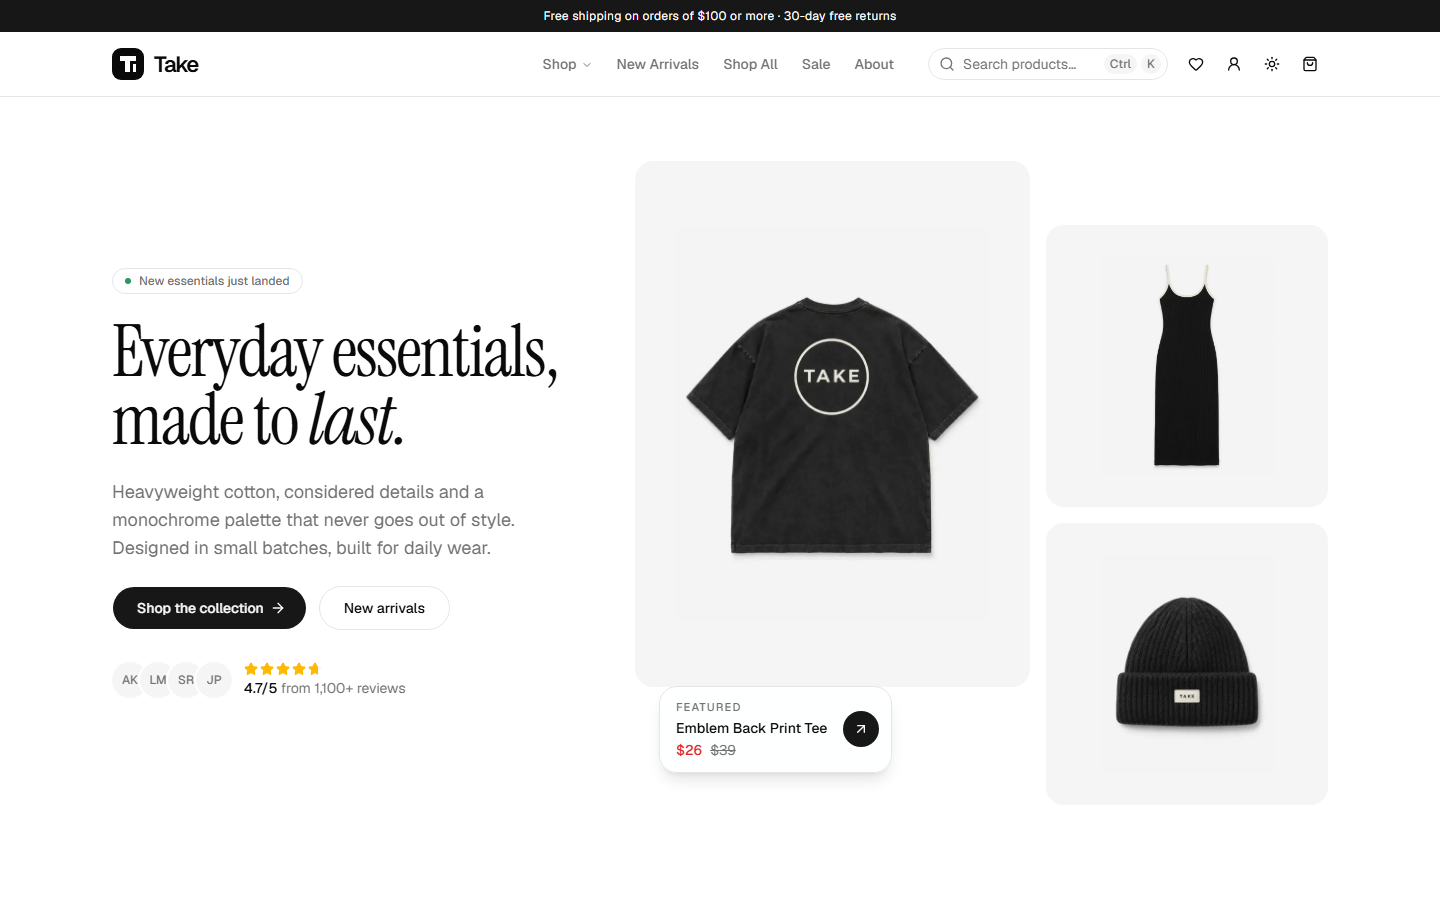 Free shipping on orders of $100 or more · 30-day free returns
Take
Shop
New Arrivals
Shop All
Sale
About
Search products...
Ctrl
K
New essentials just landed
Everyday essentials,
made to last.
Heavyweight cotton, considered details and a
monochrome palette that never goes out of style.
Designed in small batches, built for daily wear.
Shop the collection
New arrivals
AK
LM
SR
JP
4.7/5 from 1,100+ reviews
TAKE
FEATURED
Emblem Back Print Tee
$26 $39
TAKE